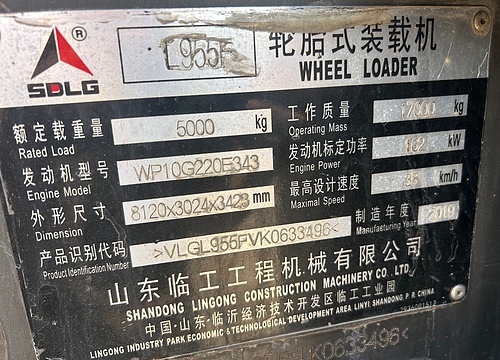 ® L955F 轮胎式装载机
SDLG WHEEL LOADER
额定载重量 5000 kg 工作质量 17000 kg
Rated Load Operating Mass
发动机型号 WP10G220E343 发动机标定功率 162 kW
Engine Model Engine Power
外形尺寸 8120x3024x3423 mm 最高设计速度 38 km/h
Dimension Maximal Speed
产品识别代码 >VLGL955FVK0633496< 制造年度 2019
Product Identification Number Manufacturing Year
山东临工工程机械有限公司
SHANDONG LINGONG CONSTRUCTION MACHINERY CO. LTD.
中国·山东·临沂经济技术开发区临工工业园
LINGONG INDUSTRY PARK ECONOMIC & TECHNOLOGICAL DEVELOPMENT AREA LINYI SHANDONG P R CHINA
K0633496<